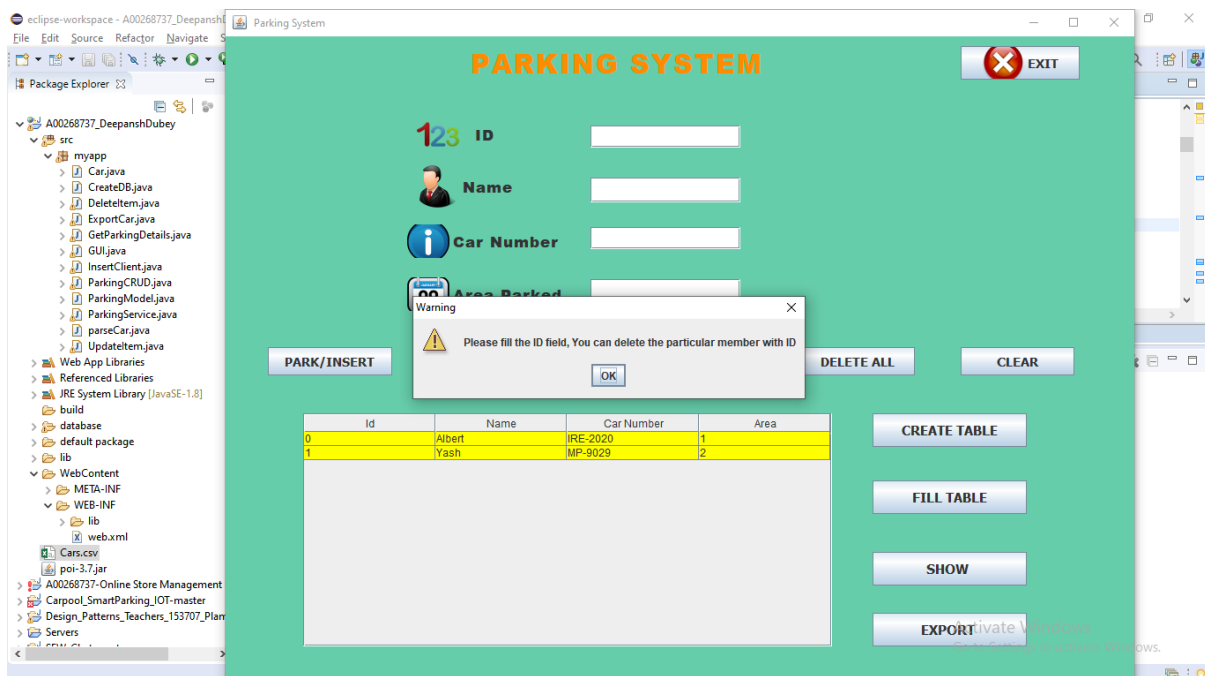 eclipse-workspace - A00268737_Deepansh
Parking System
File Edit Source Refactor Navigate
Package Explorer
A00268737_DeepanshDubey
src
myapp
Car.java
CreateDB.java
DeleteItem.java
ExportCar.java
GetParkingDetails.java
GUI.java
InsertClient.java
ParkingCRUD.java
ParkingModel.java
ParkingService.java
parseCar.java
UpdateItem.java
Web App Libraries
Referenced Libraries
JRE System Library [JavaSE-1.8]
build
database
default package
lib
WebContent
META-INF
WEB-INF
lib
web.xml
Cars.csv
poi-3.7.jar
A00268737-Online Store Management
Carpool_SmartParking_IOT-master
Design_Patterns_Teachers_153707_Plan
Servers
PARKING SYSTEM
EXIT
123 ID
Name
Car Number
Area Parked
Warning
Please fill the ID field, You can delete the particular member with ID
OK
PARK/INSERT
DELETE ALL
CLEAR
Id Name Car Number Area
0 Albert IRE-2020 1
1 Yash MP-9029 2
CREATE TABLE
FILL TABLE
SHOW
EXPORT
Activate Windows